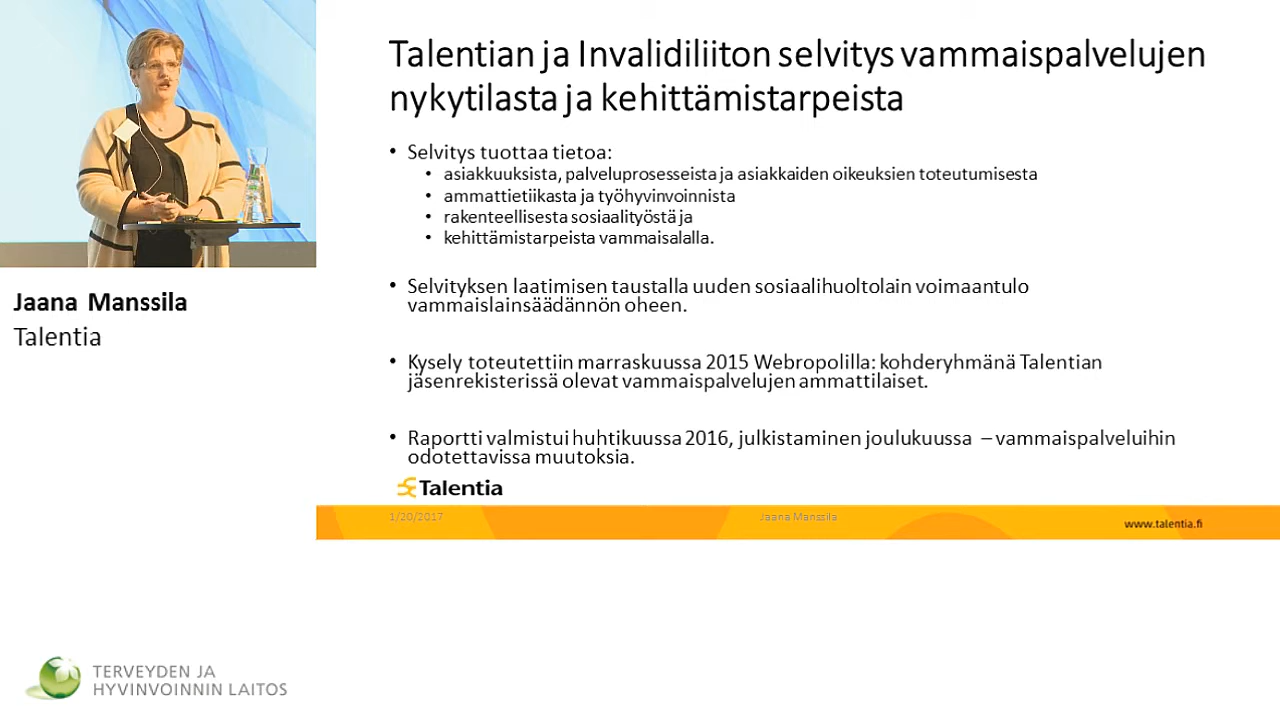 Talentian ja Invalidiliiton selvitys vammaispalvelujen
nykytilasta ja kehittämistarpeista
• Selvitys tuottaa tietoa:
• asiakkuuksista, palveluprosesseista ja asiakkaiden oikeuksien toteutumisesta
• ammattietiikasta ja työhyvinvoinnista
• rakenteellisesta sosiaalityöstä ja
• kehittämistarpeista vammaisalalla.
• Selvityksen laatimisen taustalla uuden sosiaalihuoltolain voimaantulo
vammaislainsäädännön oheen.
• Kysely toteutettiin marraskuussa 2015 Webropolilla: kohderyhmänä Talentian
jäsenrekisterissä olevat vammaispalvelujen ammattilaiset.
• Raportti valmistui huhtikuussa 2016, julkistaminen joulukuussa – vammaispalveluihin
odotettavissa muutoksia.
Talentia
1/20/2017
Jaana Manssila
www.talentia.fi
Jaana Manssila
Talentia
TERVEYDEN JA
HYVINVOINNIN LAITOS